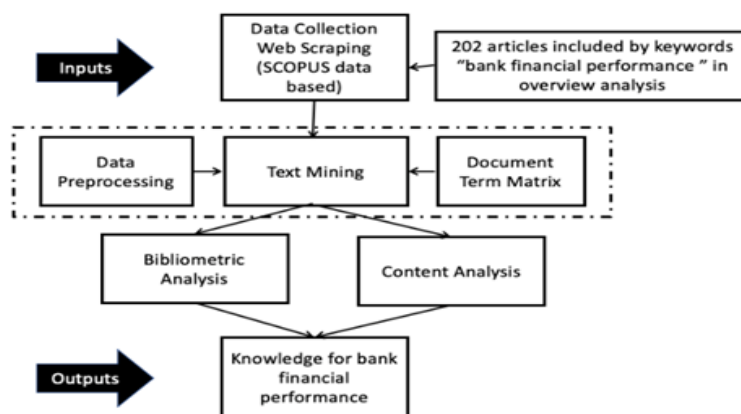 Inputs
Data Collection
Web Scraping
(SCOPUS data
based)
202 articles included by keywords
“bank financial performance ” in
overview analysis
Data
Preprocessing
Text Mining
Document
Term Matrix
Bibliometric
Analysis
Content Analysis
Outputs
Knowledge for bank
financial
performance